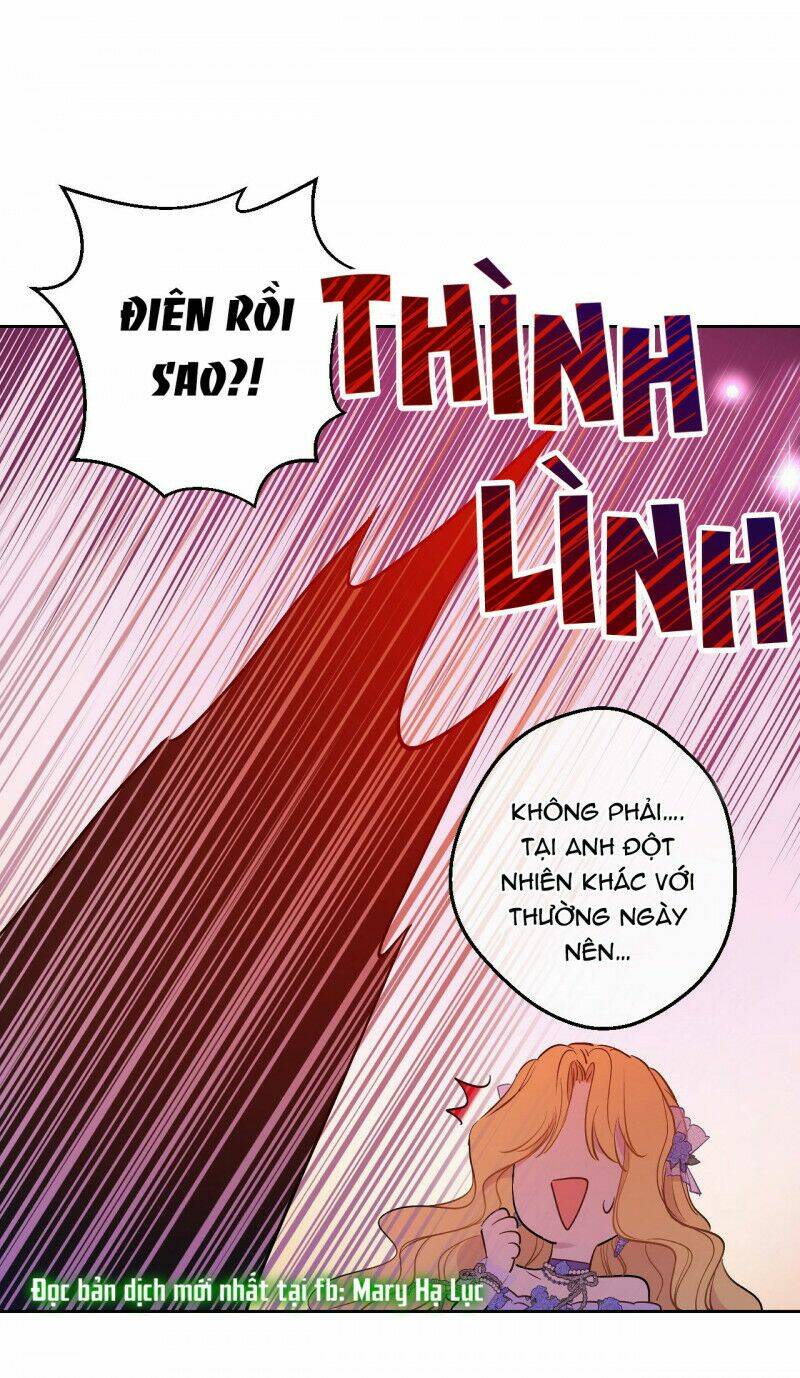 ĐIÊN RỒI
SAO?!
THÌNH
LÌNH
KHÔNG PHẢI....
TẠI ANH ĐỘT
NHIÊN KHÁC VỚI
THƯỜNG NGÀY
NÊN...
Đọc bản dịch mới nhất tại fb: Mary Hạ Lục